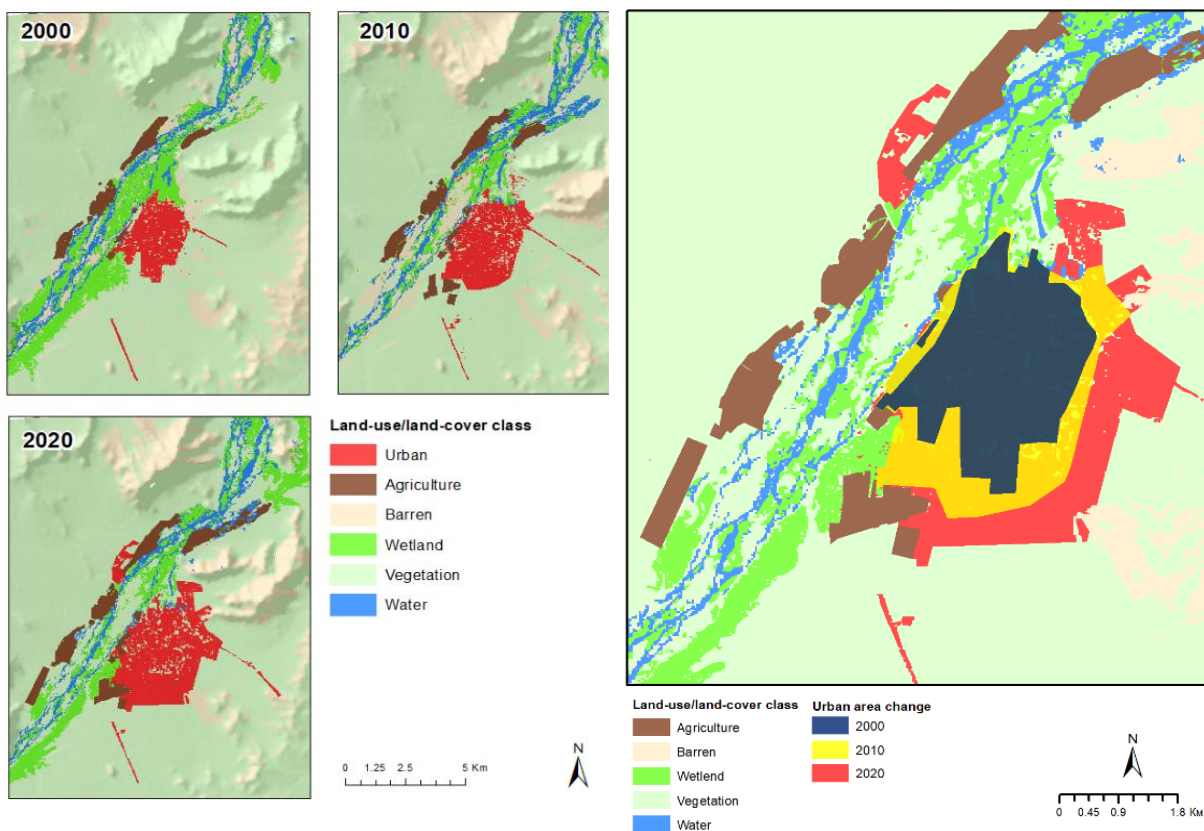 2000
2010
2020
Land-use/land-cover class
Urban
Agriculture
Barren
Wetland
Vegetation
Water
0 1.25 2.5 5 Km
N
Land-use/land-cover class
Agriculture
Barren
Wetlend
Vegetation
Water
Urban area change
2000
2010
2020
N
0 0.45 0.9 1.8 Км